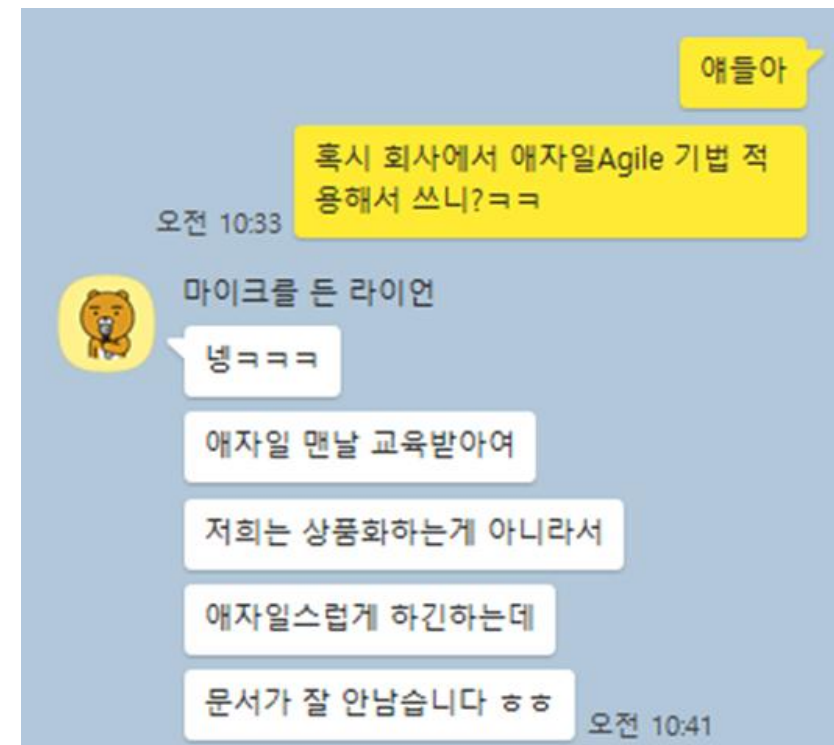 얘들아
혹시 회사에서 애자일Agile 기법 적
용해서 쓰니?ㅋㅋ
오전 10:33
마이크를 든 라이언
넹ㅋㅋㅋ
애자일 맨날 교육받아여
저희는 상품화하는게 아니라서
애자일스럽게 하긴하는데
문서가 잘 안남습니다 ㅎㅎ
오전 10:41